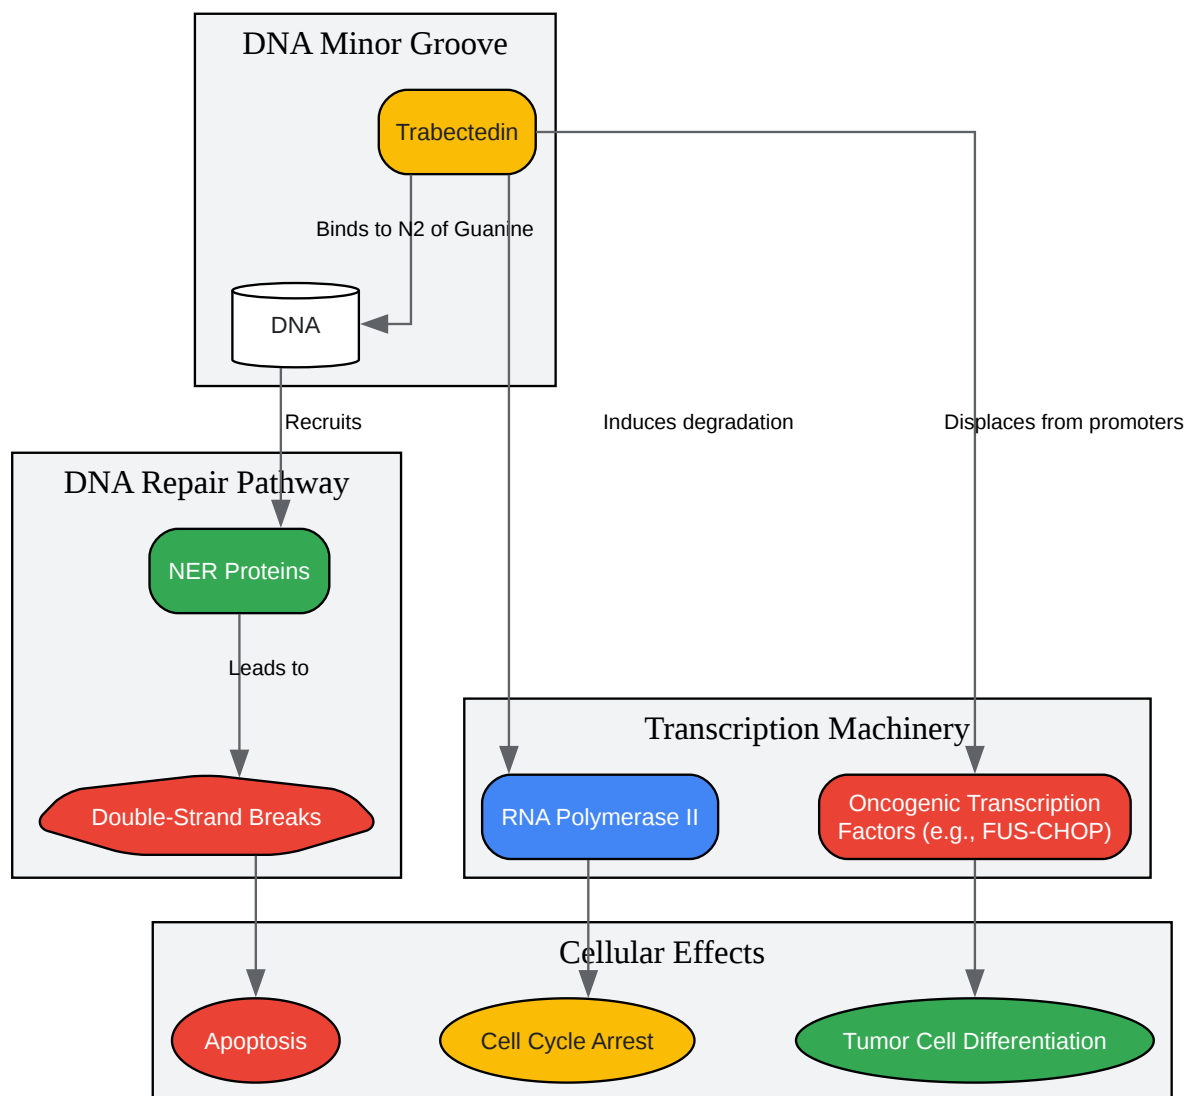 DNA Minor Groove
Trabectedin
Binds to N2 of Guanine
DNA
Recruits
Induces degradation
Displaces from promoters
DNA Repair Pathway
NER Proteins
Leads to
Transcription Machinery
Double-Strand Breaks
RNA Polymerase II
Oncogenic Transcription
Factors (e.g., FUS-CHOP)
Cellular Effects
Apoptosis
Cell Cycle Arrest
Tumor Cell Differentiation